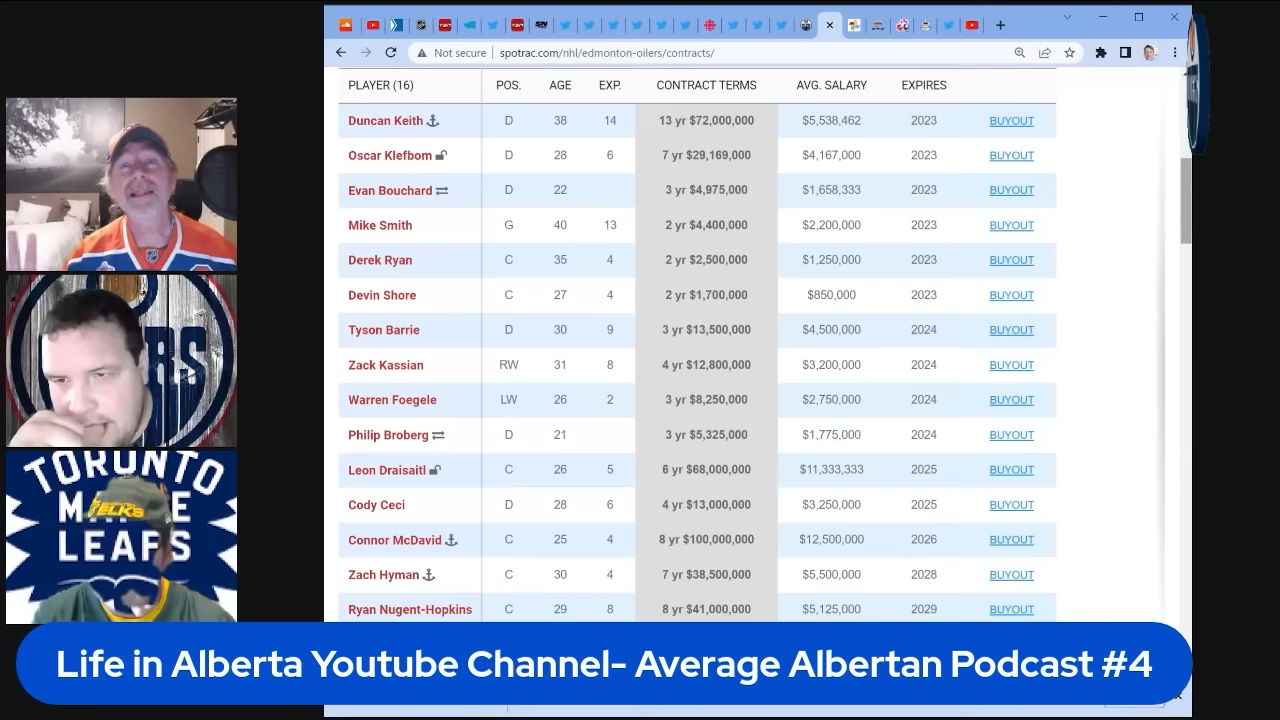 Not secure | spotrac.com/nhl/edmonton-oilers/contracts/
PLAYER (16) POS. AGE EXP. CONTRACT TERMS AVG. SALARY EXPIRES
Duncan Keith D 38 14 13 yr $72,000,000 $5,538,462 2023 BUYOUT
Oscar Klefbom D 28 6 7 yr $29,169,000 $4,167,000 2023 BUYOUT
Evan Bouchard D 22 3 yr $4,975,000 $1,658,333 2023 BUYOUT
Mike Smith G 40 13 2 yr $4,400,000 $2,200,000 2023 BUYOUT
Derek Ryan C 35 4 2 yr $2,500,000 $1,250,000 2023 BUYOUT
Devin Shore C 27 4 2 yr $1,700,000 $850,000 2023 BUYOUT
Tyson Barrie D 30 9 3 yr $13,500,000 $4,500,000 2024 BUYOUT
Zack Kassian RW 31 8 4 yr $12,800,000 $3,200,000 2024 BUYOUT
Warren Foegele LW 26 2 3 yr $8,250,000 $2,750,000 2024 BUYOUT
Philip Broberg D 21 3 yr $5,325,000 $1,775,000 2024 BUYOUT
Leon Draisaitl C 26 5 6 yr $68,000,000 $11,333,333 2025 BUYOUT
Cody Ceci D 28 6 4 yr $13,000,000 $3,250,000 2025 BUYOUT
Connor McDavid C 25 4 8 yr $100,000,000 $12,500,000 2026 BUYOUT
Zach Hyman C 30 4 7 yr $38,500,000 $5,500,000 2028 BUYOUT
Ryan Nugent-Hopkins C 29 8 8 yr $41,000,000 $5,125,000 2029 BUYOUT
TORONTO
LEAFS
Life in Alberta Youtube Channel- Average Albertan Podcast #4